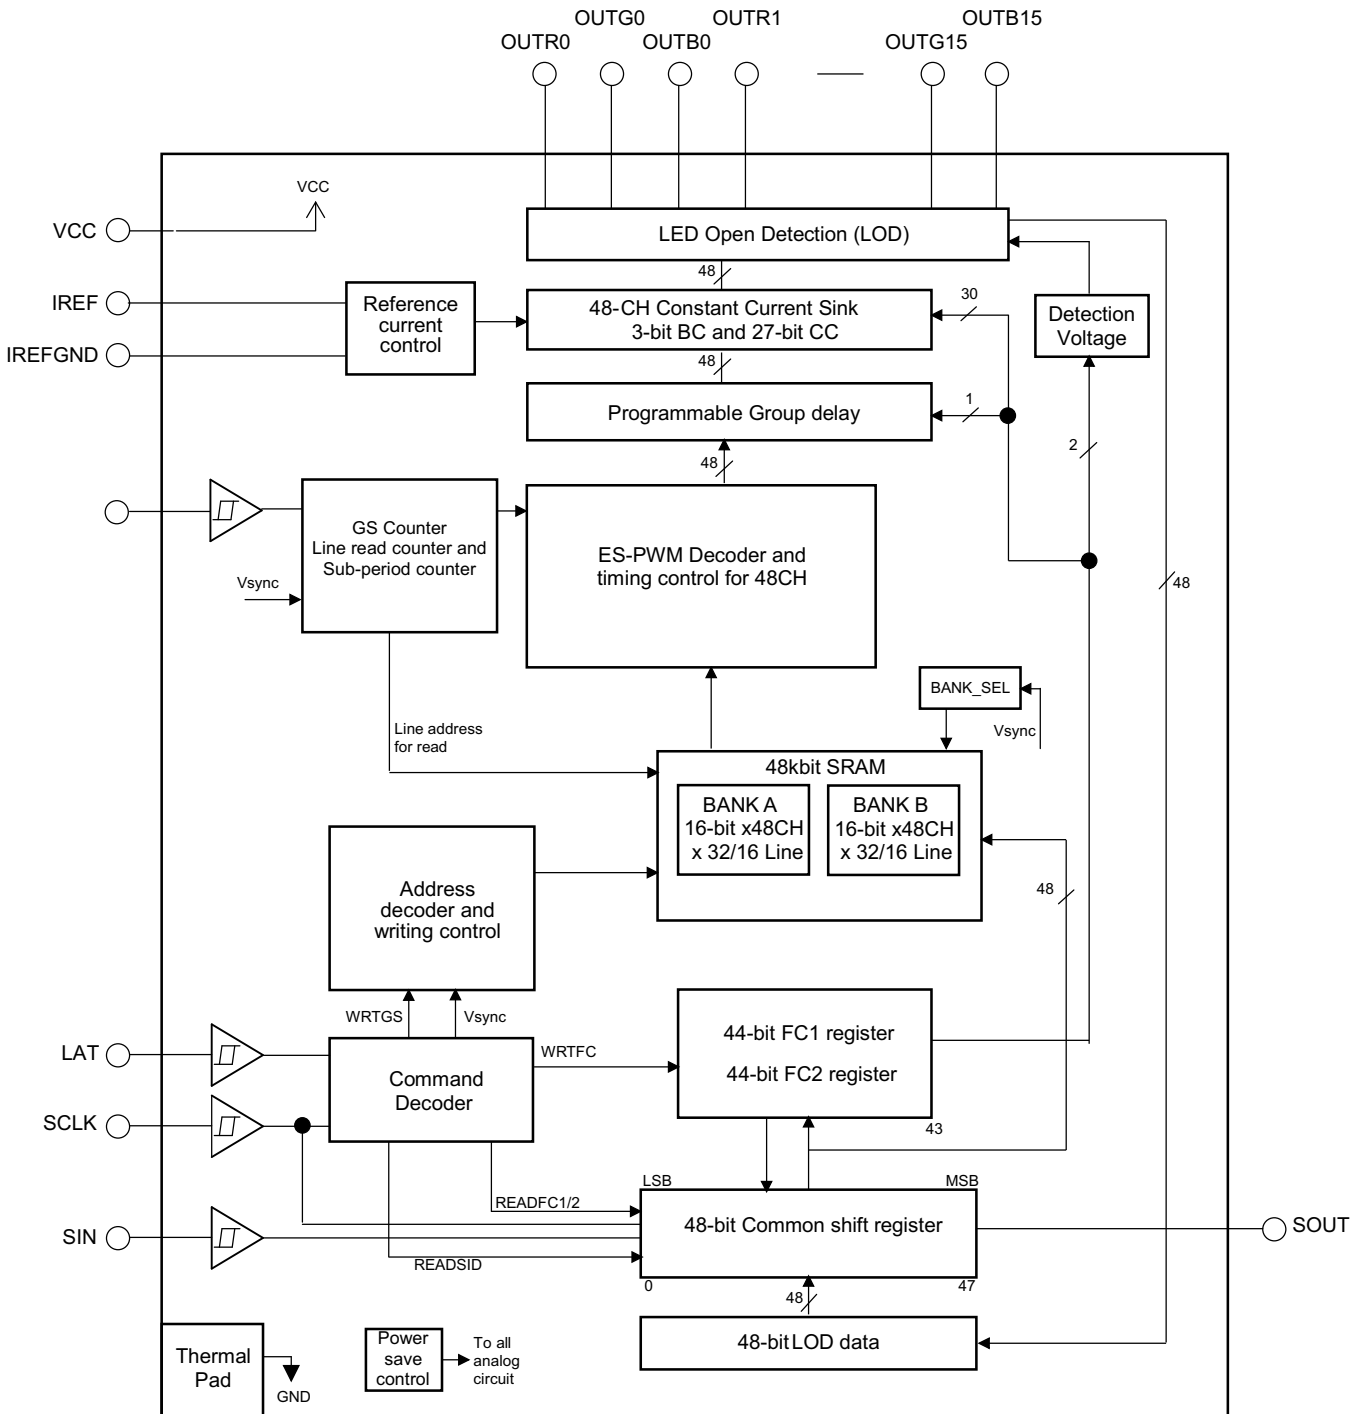 OUTG0
OUTR1
OUTB15
OUTR0
OUTB0
OUTG15
VCC
VCC
LED Open Detection (LOD)
48
IREF
Reference
current
control
48-CH Constant Current Sink
3-bit BC and 27-bit CC
30
Detection
Voltage
IREFGND
48
Programmable Group delay
1
2
48
GS Counter
Line read counter and
Sub-period counter
ES-PWM Decoder and
timing control for 48CH
Vsync
48
BANK_SEL
Vsync
Line address
for read
48kbit SRAM
BANK A
16-bit x48CH
x 32/16 Line
BANK B
16-bit x48CH
x 32/16 Line
48
Address
decoder and
writing control
WRTGS
Vsync
LAT
WRTFC
44-bit FC1 register
44-bit FC2 register
Command
Decoder
SCLK
43
LSB
MSB
READFC1/2
48-bit Common shift register
SIN
SOUT
READSID
0
47
48
48-bit LOD data
Thermal
Pad
GND
Power
save
control
To all
analog
circuit